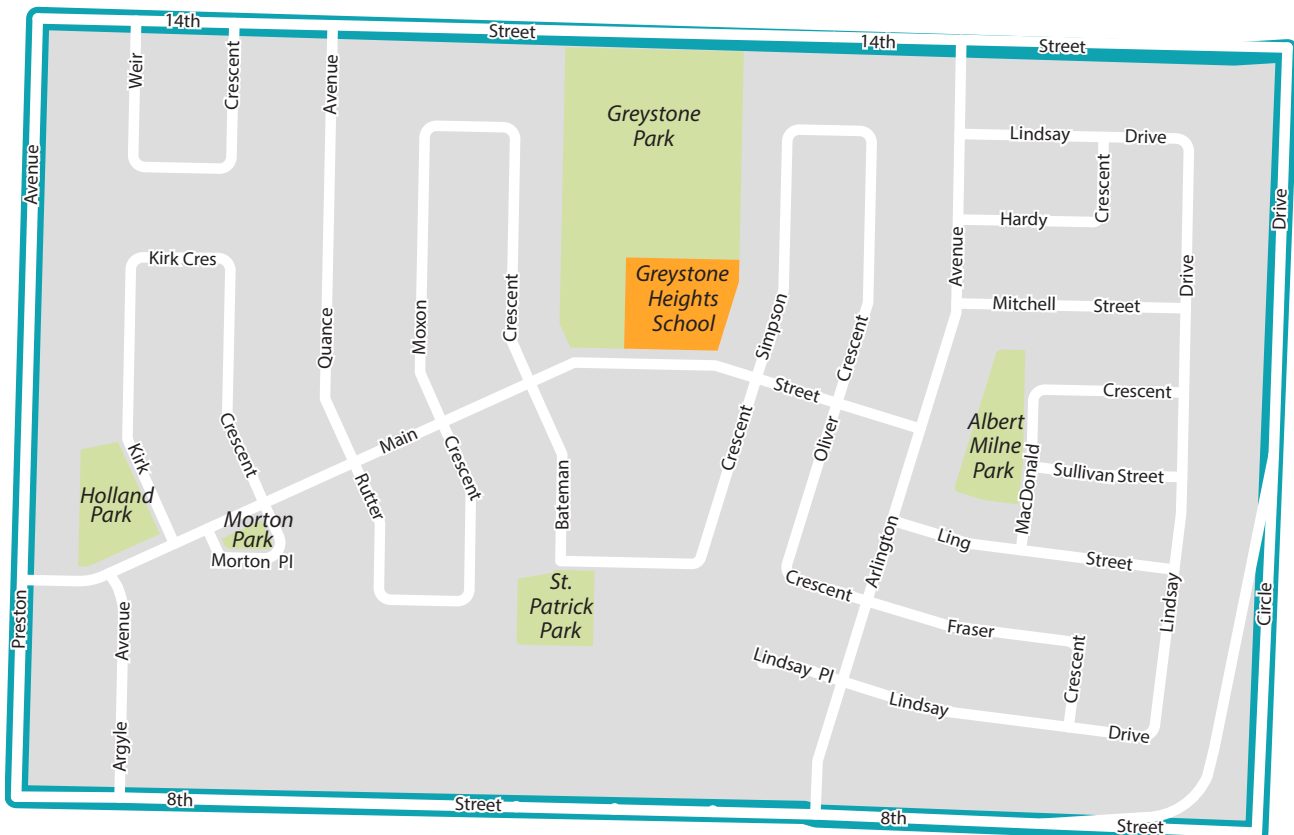 14th
Street
14th
Street
Weir
Crescent
Avenue
Avenue
Greystone
Park
Lindsay
Drive
Crescent
Hardy
Drive
Avenue
Drive
Kirk Cres
Greystone
Heights
School
Quance
Moxon
Crescent
Simpson
Crescent
Mitchell
Street
Street
Crescent
Albert
Milne
Park
Main
Kirk
Crescent
Crescent
Crescent
Oliver
Sullivan Street
MacDonald
Holland
Park
Rutter
Bateman
Morton
Park
Morton Pl
Ling
Street
Arlington
St.
Patrick
Park
Crescent
Fraser
Crescent
Lindsay
Circle
Preston
Avenue
Lindsay Pl
Lindsay
Drive
Argyle
8th
Street
8th
Street